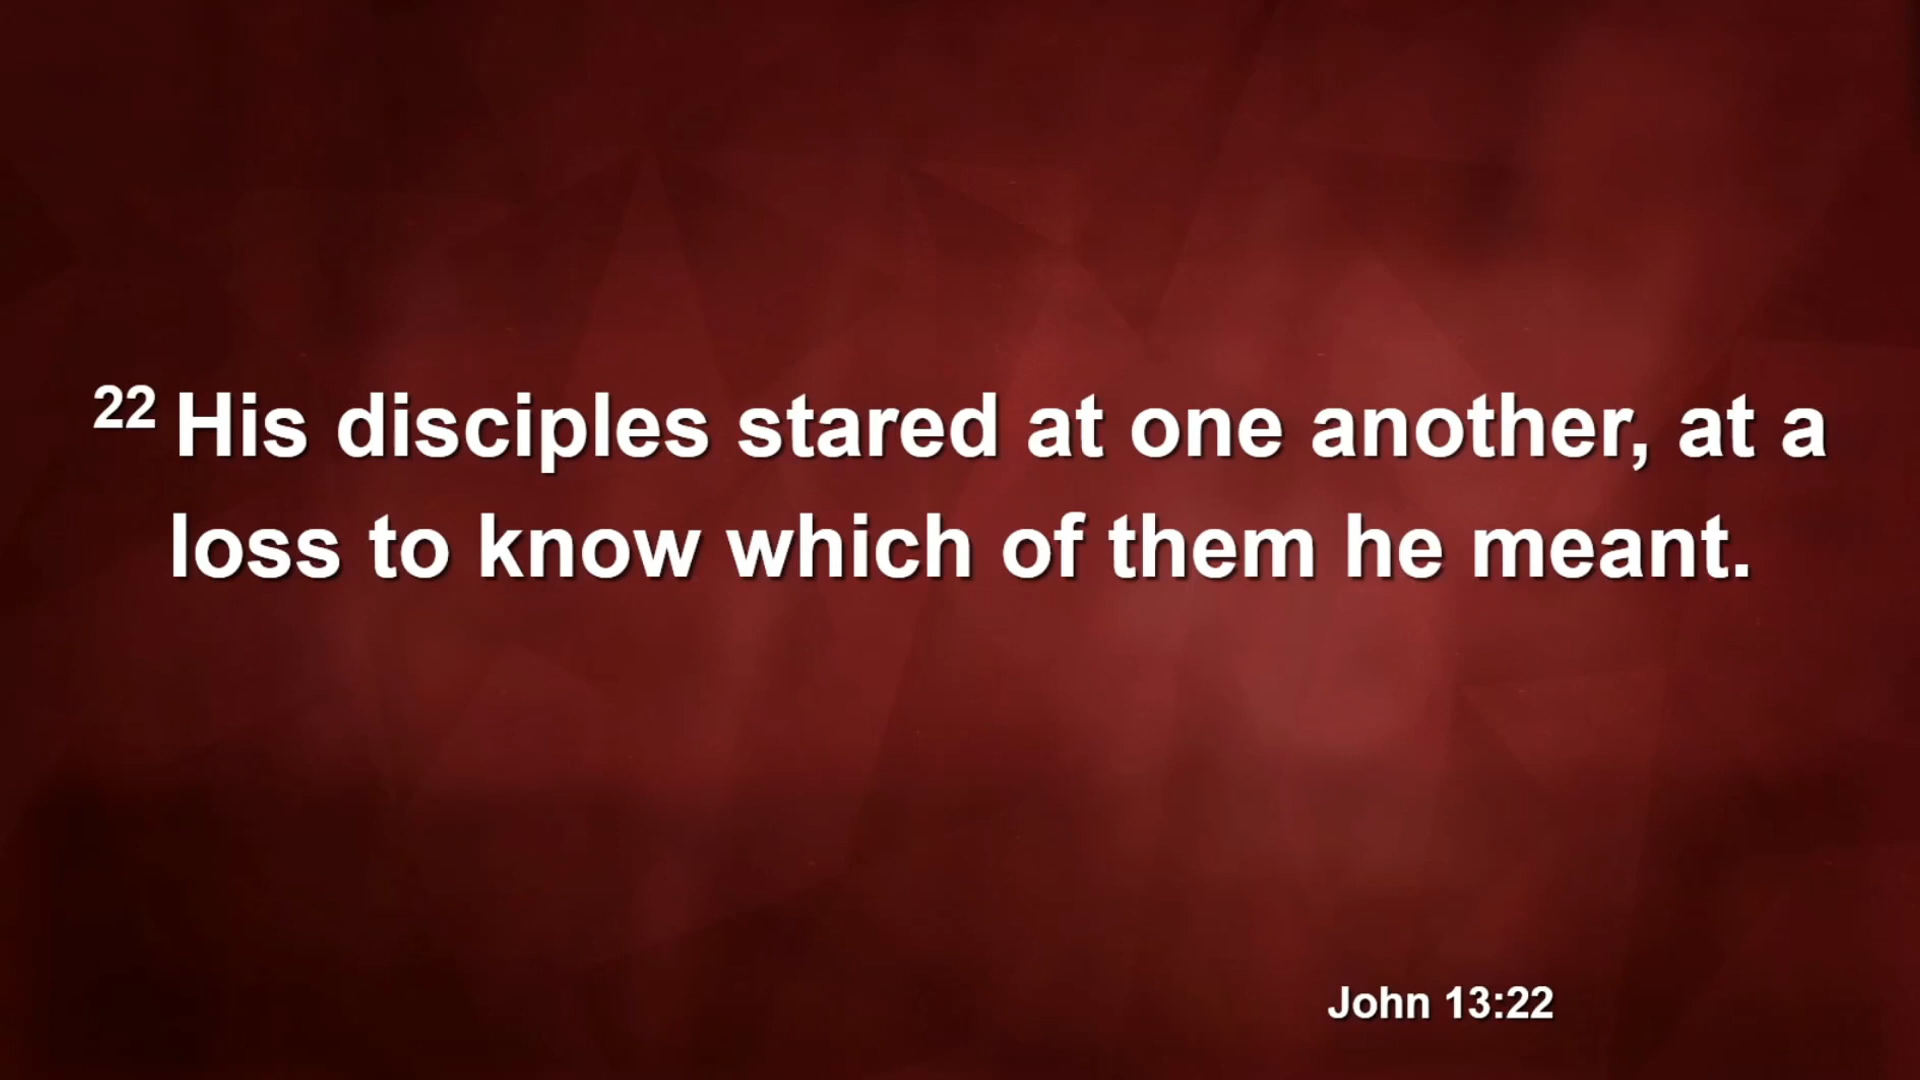 22 His disciples stared at one another, at a
loss to know which of them he meant.
John 13:22